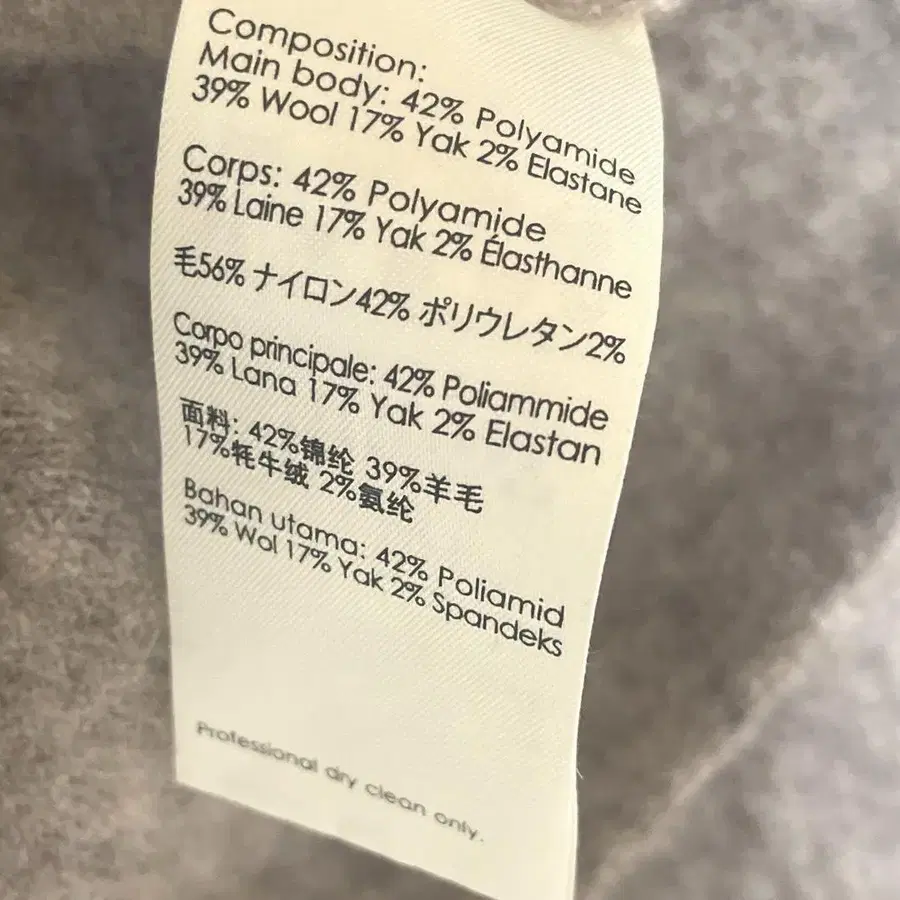 Composition:
Main body: 42% Polyamide
39% Wool 17% Yak 2% Elastane
Corps: 42% Polyamide
39% Laine 17% Yak 2% Élasthanne
毛56% ナイロン42% ポリウレタン2%
Corpo principale: 42% Poliammide
39% Lana 17% Yak 2% Elastan
面料: 42%锦纶 39%羊毛
17%牦牛绒 2%氨纶
Bahan utama: 42% Poliamid
39% Wol 17% Yak 2% Spandeks
Professional dry clean only.